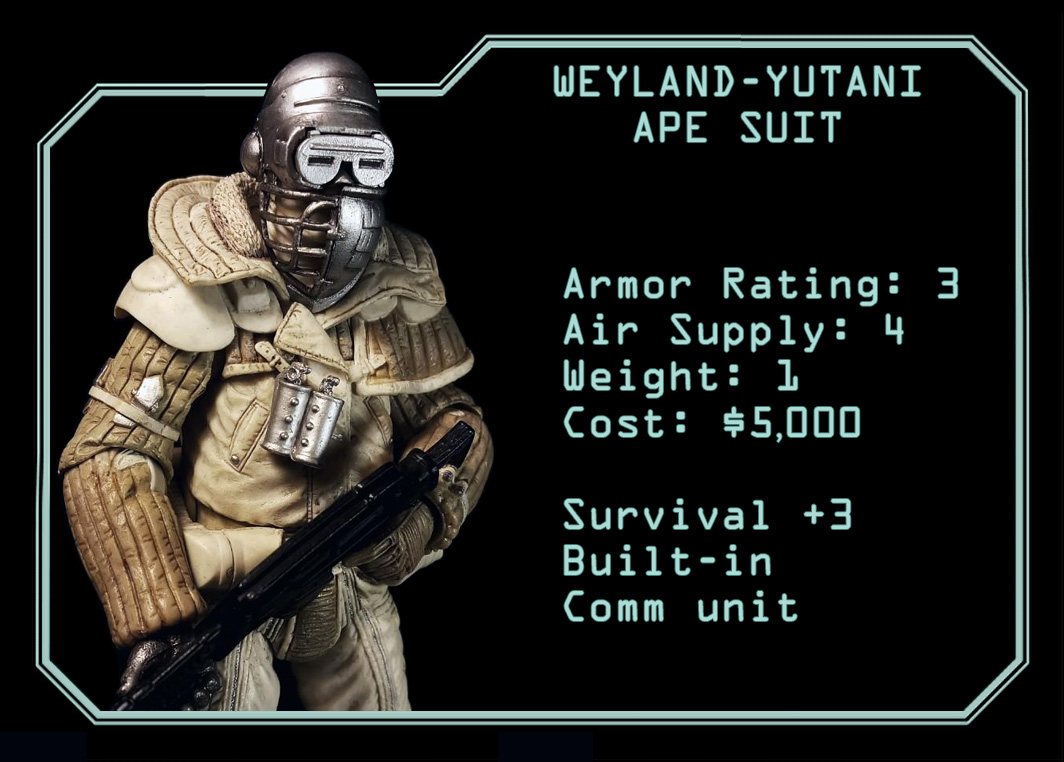 WEYLAND-YUTANI
APE SUIT
Armor Rating: 3
Air Supply: 4
Weight: 1
Cost: $5,000
Survival +3
Built-in
Comm unit